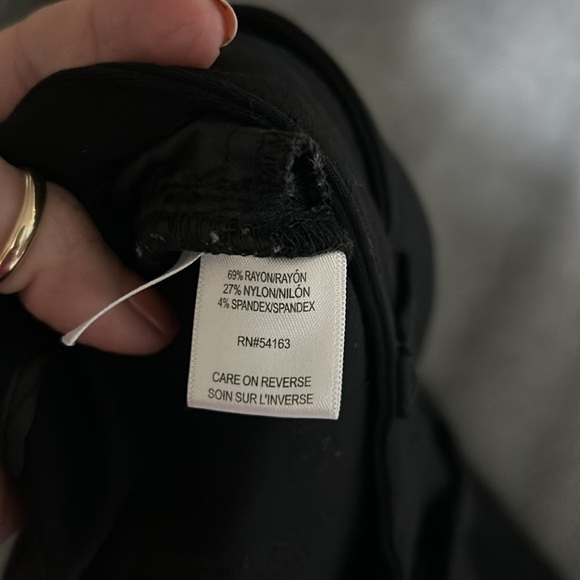 69% RAYON/RAYÓN
27% NYLON/NILÓN
4% SPANDEX/SPANDEX
RN#54163
CARE ON REVERSE
SOIN SUR L'INVERSE